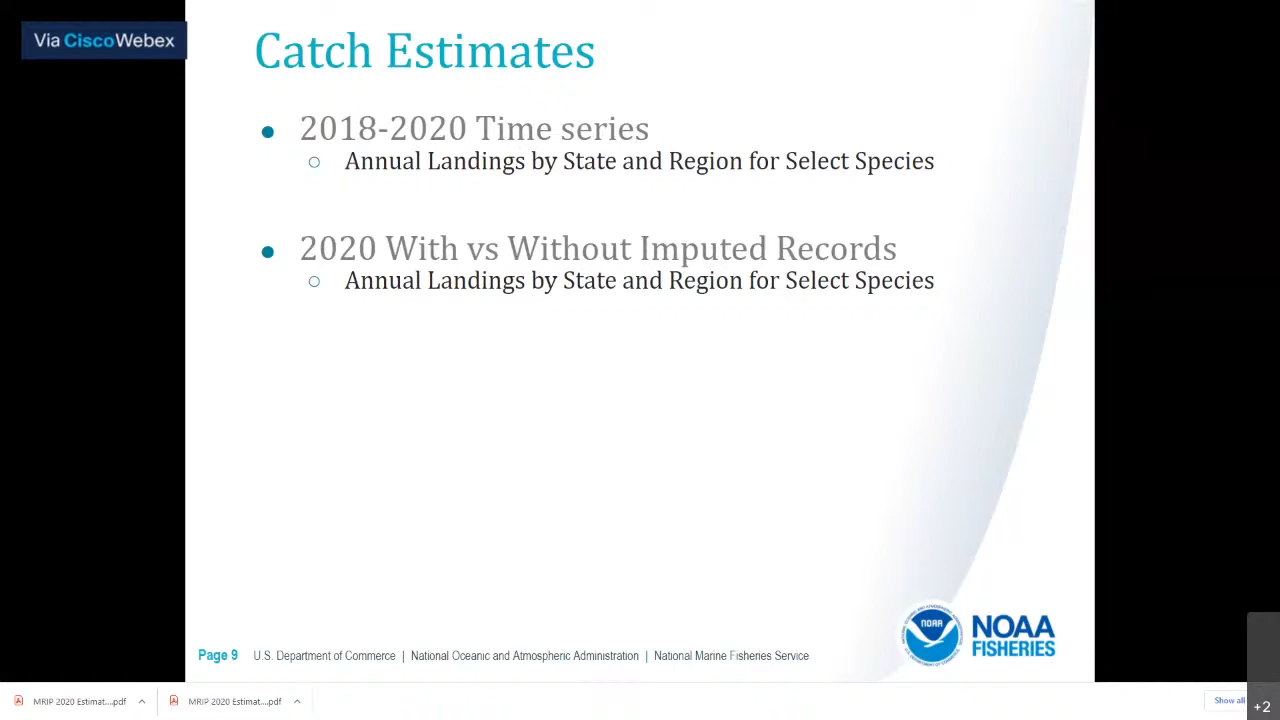 Via CiscoWebex
Catch Estimates
● 2018-2020 Time series
○ Annual Landings by State and Region for Select Species
● 2020 With vs Without Imputed Records
○ Annual Landings by State and Region for Select Species
NOAA
NOAA
FISHERIES
Page 9 U.S. Department of Commerce | National Oceanic and Atmospheric Administration | National Marine Fisheries Service
MRIP 2020 Estimat....pdf
MRIP 2020 Estimat....pdf
Show all
+2